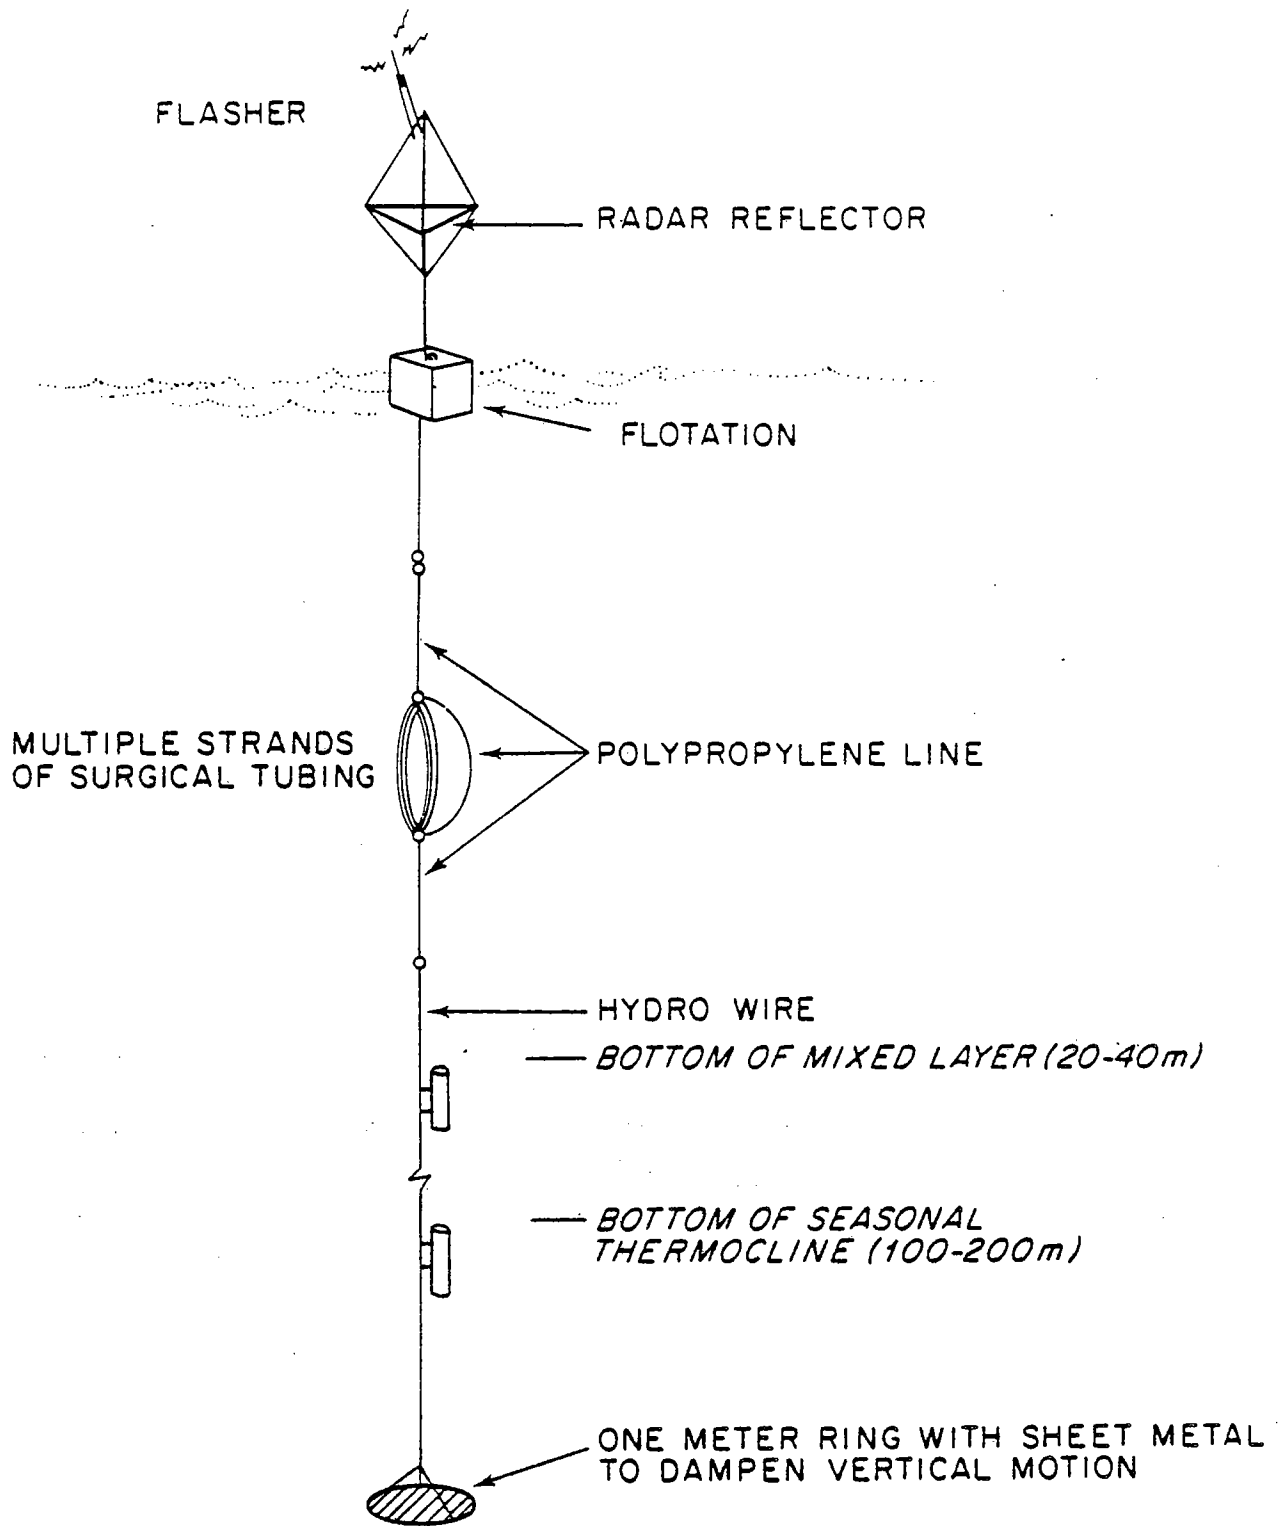 FLASHER
RADAR REFLECTOR
FLOTATION
MULTIPLE STRANDS
OF SURGICAL TUBING
POLYPROPYLENE LINE
HYDRO WIRE
BOTTOM OF MIXED LAYER (20-40m)
BOTTOM OF SEASONAL
THERMOCLINE (100-200m)
ONE METER RING WITH SHEET METAL
TO DAMPEN VERTICAL MOTION